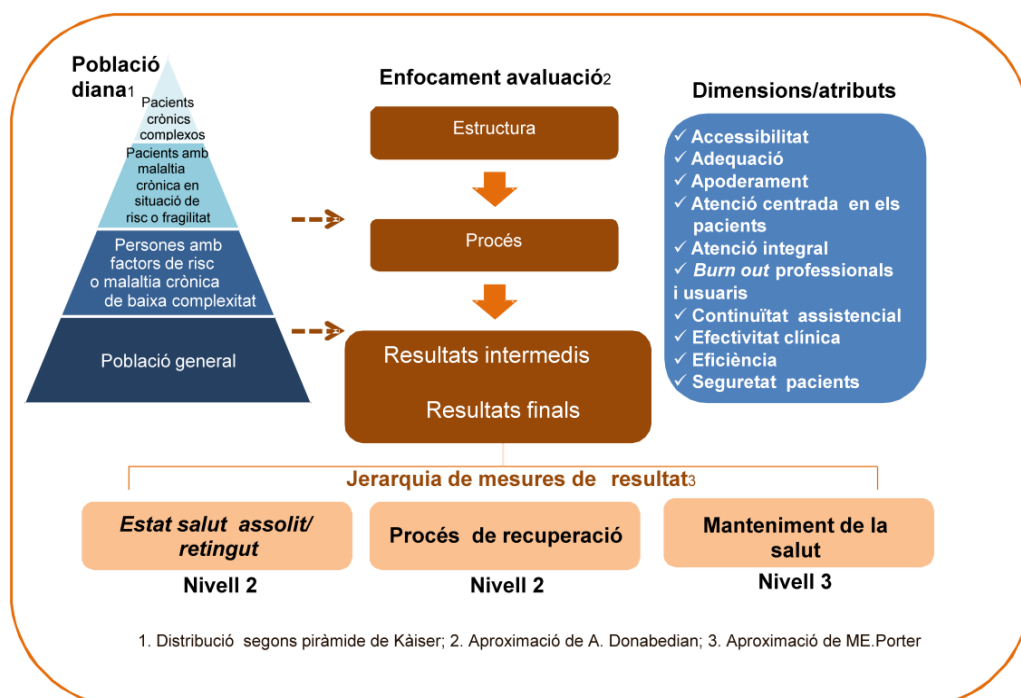 Població
diana1
Pacients
crònics
complexos
Pacients amb
malaltia
crònica en
situació de
risc o fragilitat
Persones amb
factors de risc
o malaltia crònica
de baixa complexitat
Població general
Enfocament avaluació2
Estructura
Procés
Resultats intermedis
Resultats finals
Dimensions/atributs
✓ Accessibilitat
✓ Adequació
✓ Apoderament
✓ Atenció centrada en els
pacients
✓ Atenció integral
✓ Burn out professionals
i usuaris
✓ Continuïtat assistencial
✓ Efectivitat clínica
✓ Eficiència
✓ Seguretat pacients
Jerarquia de mesures de resultat3
Estat salut assolit/
retingut
Nivell 2
Procés de recuperació
Nivell 2
Manteniment de la
salut
Nivell 3
1. Distribució segons piràmide de Kàiser; 2. Aproximació de A. Donabedian; 3. Aproximació de ME.Porter